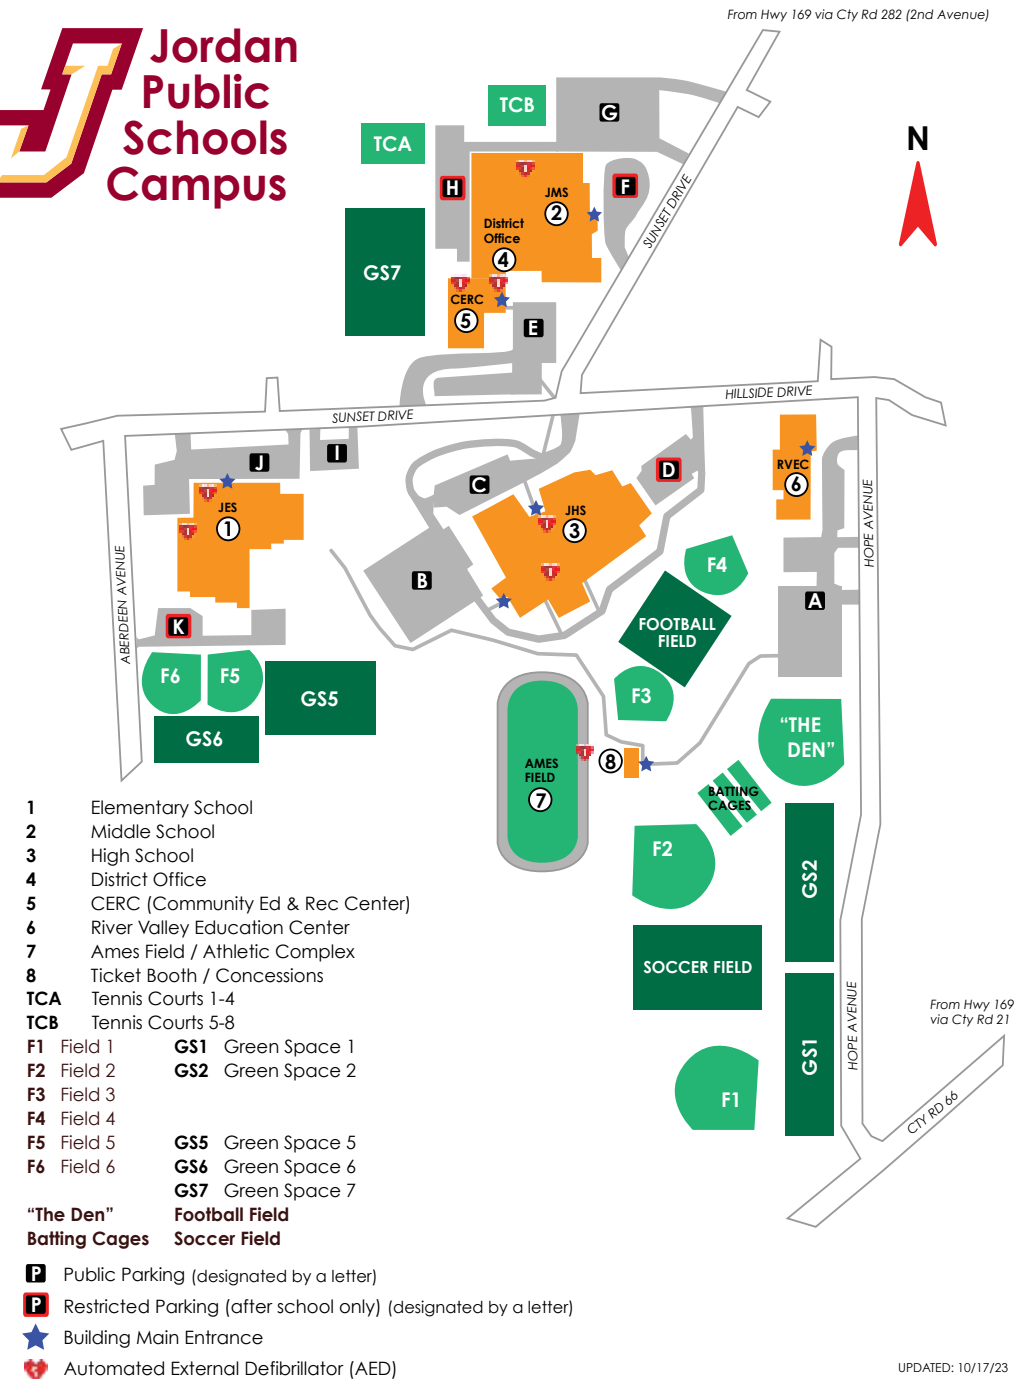 From Hwy 169 via Cty Rd 282 (2nd Avenue)
Jordan
Public
Schools
Campus
J
N
TCB
G
TCA
H
F
JMS
2
District
Office
4
SUNSET DRIVE
GS7
CERC
5
E
SUNSET DRIVE
HILLSIDE DRIVE
J
I
C
D
RVEC
6
JES
1
JHS
3
HOPE AVENUE
ABERDEEN AVENUE
B
F4
A
K
FOOTBALL
FIELD
F6
F5
F3
GS5
GS6
“THE
DEN”
AMES
FIELD
7
8
BATTING
CAGES
F2
GS2
SOCCER FIELD
GS1
HOPE AVENUE
F1
From Hwy 169
via Cty Rd 21
CTY RD 66
1 Elementary School
2 Middle School
3 High School
4 District Office
5 CERC (Community Ed & Rec Center)
6 River Valley Education Center
7 Ames Field / Athletic Complex
8 Ticket Booth / Concessions
TCA Tennis Courts 1-4
TCB Tennis Courts 5-8
F1 Field 1 GS1 Green Space 1
F2 Field 2 GS2 Green Space 2
F3 Field 3
F4 Field 4
F5 Field 5 GS5 Green Space 5
F6 Field 6 GS6 Green Space 6
GS7 Green Space 7
“The Den” Football Field
Batting Cages Soccer Field
P Public Parking (designated by a letter)
P Restricted Parking (after school only) (designated by a letter)
Building Main Entrance
Automated External Defibrillator (AED)
UPDATED: 10/17/23